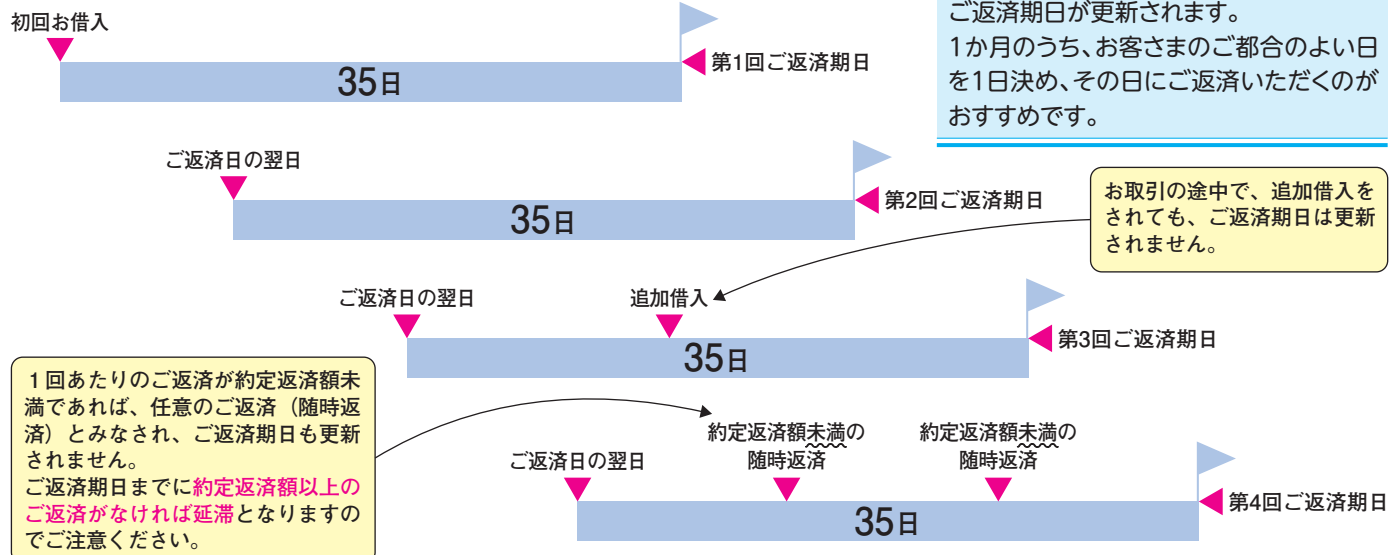 ご返済期日が更新されます。
1か月のうち、お客さまのご都合のよい日
を1日決め、その日にご返済いただくのが
おすすめです。
初回お借入
35日
第1回ご返済期日
ご返済日の翌日
35日
第2回ご返済期日
お取引の途中で、追加借入を
されても、ご返済期日は更新
されません。
ご返済日の翌日
追加借入
35日
第3回ご返済期日
1回あたりのご返済が約定返済額未
満であれば、任意のご返済（随時返
済）とみなされ、ご返済期日も更新
されません。
ご返済期日までに約定返済額以上の
ご返済がなければ延滞となりますの
でご注意ください。
ご返済日の翌日
約定返済額未満の
随時返済
約定返済額未満の
随時返済
35日
第4回ご返済期日